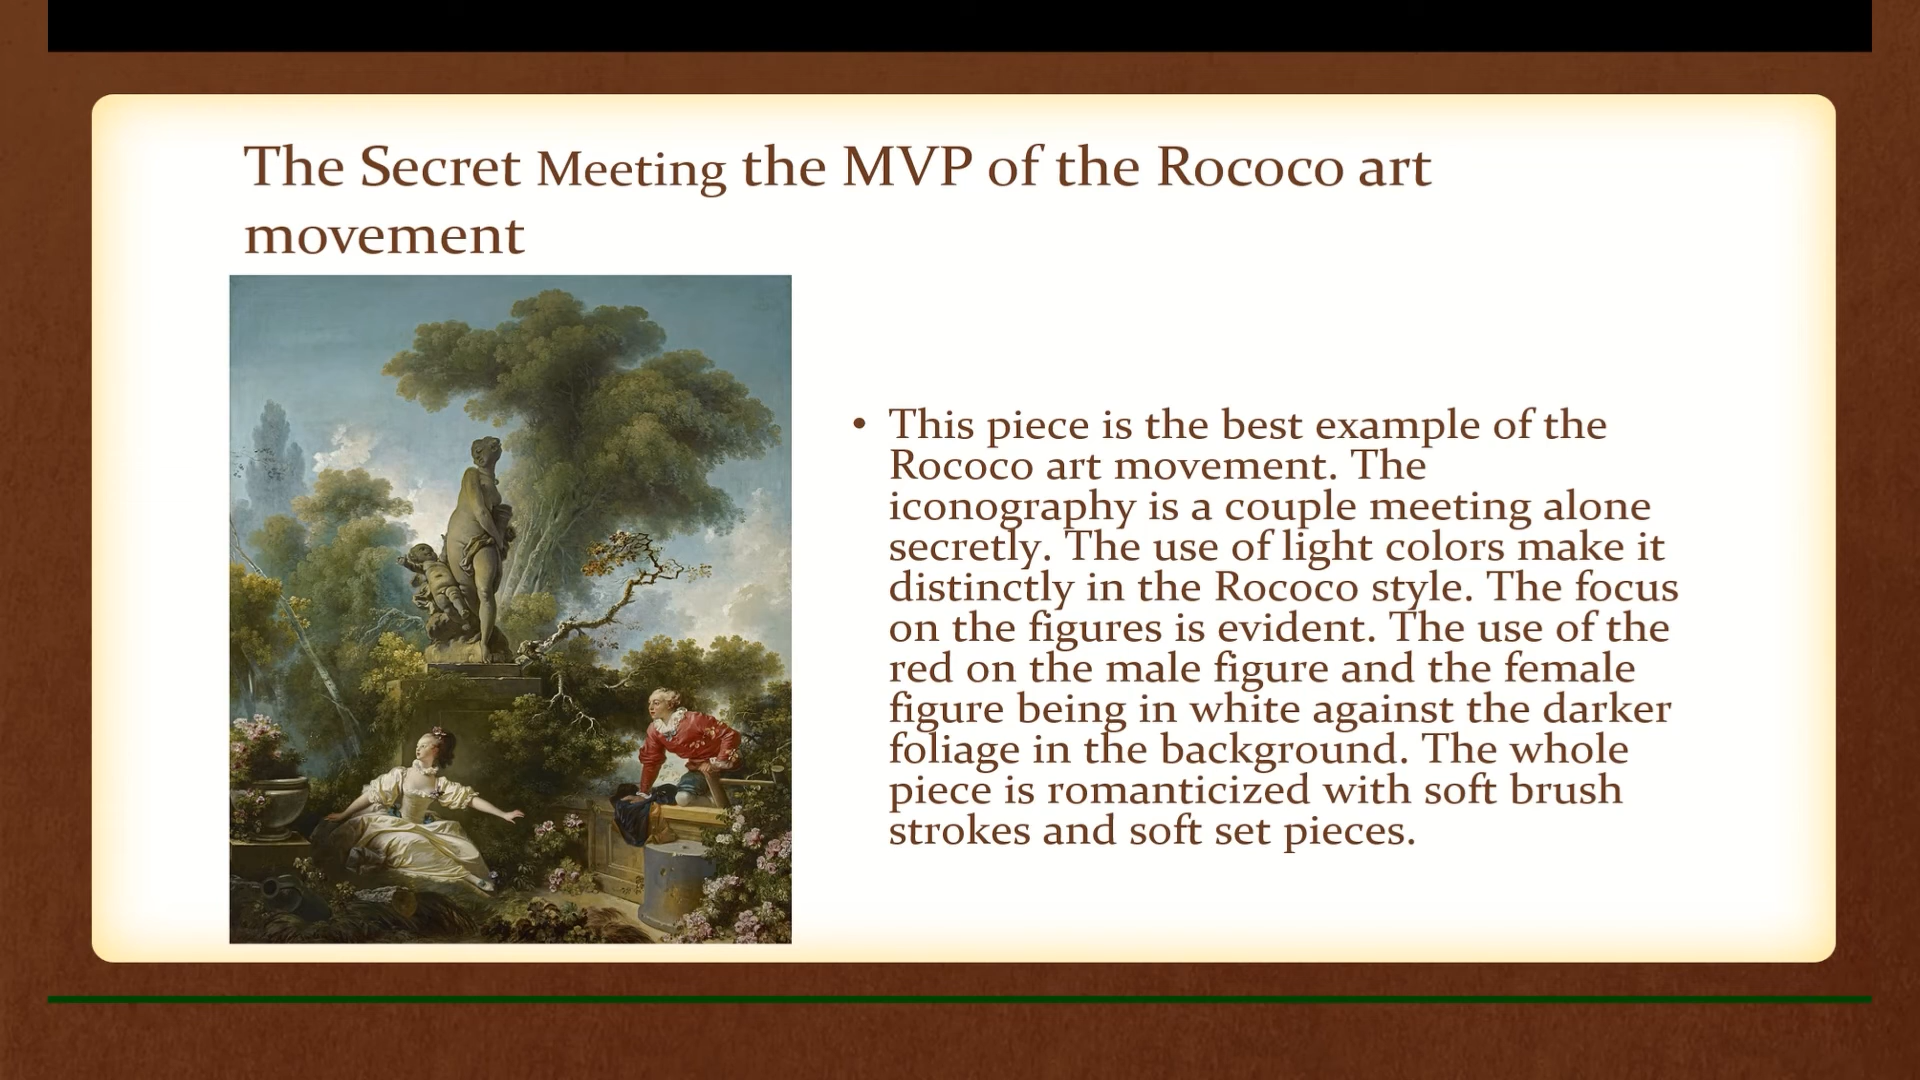 The Secret Meeting the MVP of the Rococo art
movement
• This piece is the best example of the
Rococo art movement. The
iconography is a couple meeting alone
secretly. The use of light colors make it
distinctly in the Rococo style. The focus
on the figures is evident. The use of the
red on the male figure and the female
figure being in white against the darker
foliage in the background. The whole
piece is romanticized with soft brush
strokes and soft set pieces.